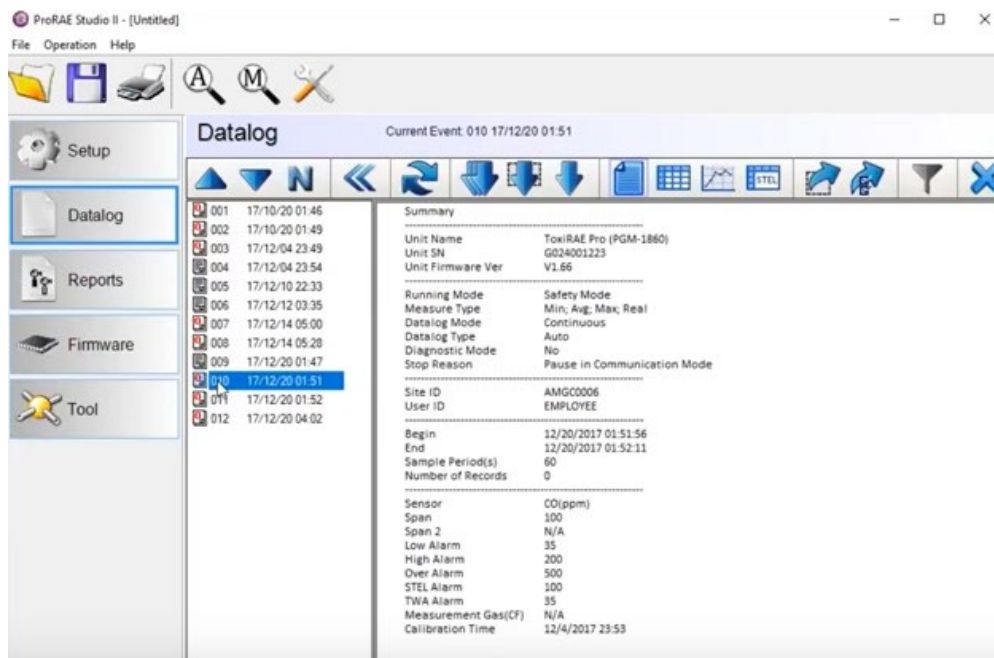 ProRAE Studio II - [Untitled]
File Operation Help
A M
Setup
Datalog
Reports
Firmware
Tool
Datalog
Current Event: 010 17/12/20 01:51
N
STEL
E
001 17/10/20 01:46
002 17/10/20 01:49
003 17/12/04 23:49
004 17/12/04 23:54
005 17/12/10 22:33
006 17/12/12 03:35
007 17/12/14 05:00
008 17/12/14 05:28
009 17/12/20 01:47
010 17/12/20 01:51
011 17/12/20 01:52
012 17/12/20 04:02
Summary
Unit Name ToxiRAE Pro (PGM-1860)
Unit SN G024001223
Unit Firmware Ver V1.66
Running Mode Safety Mode
Measure Type Min; Avg; Max; Real
Datalog Mode Continuous
Datalog Type Auto
Diagnostic Mode No
Stop Reason Pause in Communication Mode
Site ID AMGC0006
User ID EMPLOYEE
Begin 12/20/2017 01:51:56
End 12/20/2017 01:52:11
Sample Period(s) 60
Number of Records 0
Sensor CO(ppm)
Span 100
Span 2 N/A
Low Alarm 35
High Alarm 200
Over Alarm 500
STEL Alarm 100
TWA Alarm 35
Measurement Gas(CF) N/A
Calibration Time 12/4/2017 23:53